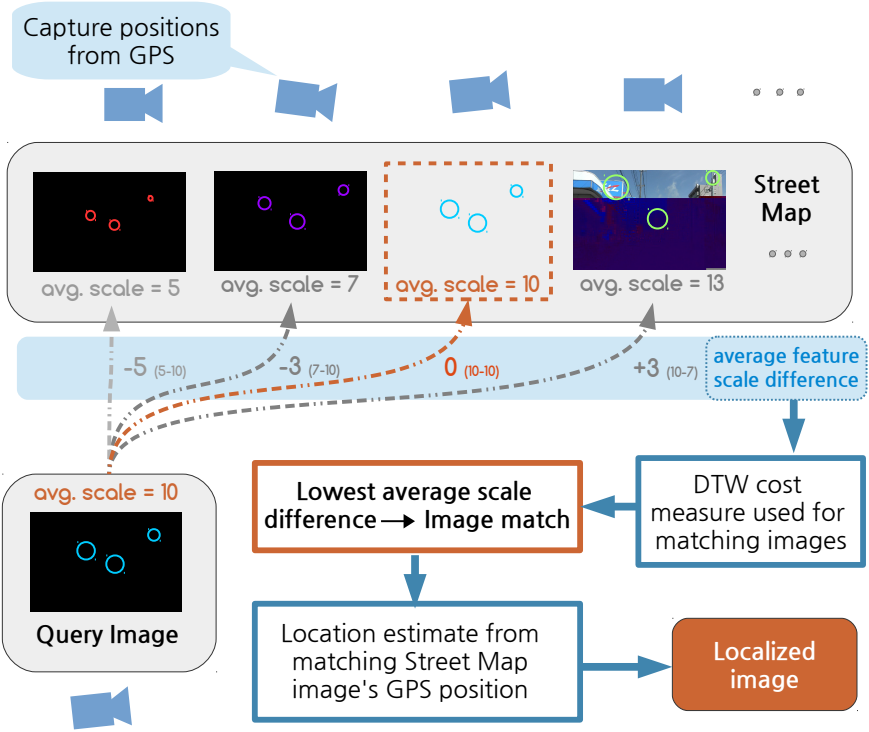 Capture positions
from GPS
Street
Map
avg. scale = 5
avg. scale = 7
avg. scale = 10
avg. scale = 13
-5 (5-10)
-3 (7-10)
0 (10-10)
+3 (10-7)
average feature
scale difference
avg. scale = 10
Query Image
Lowest average scale
difference → Image match
DTW cost
measure used for
matching images
Location estimate from
matching Street Map
image's GPS position
Localized
image